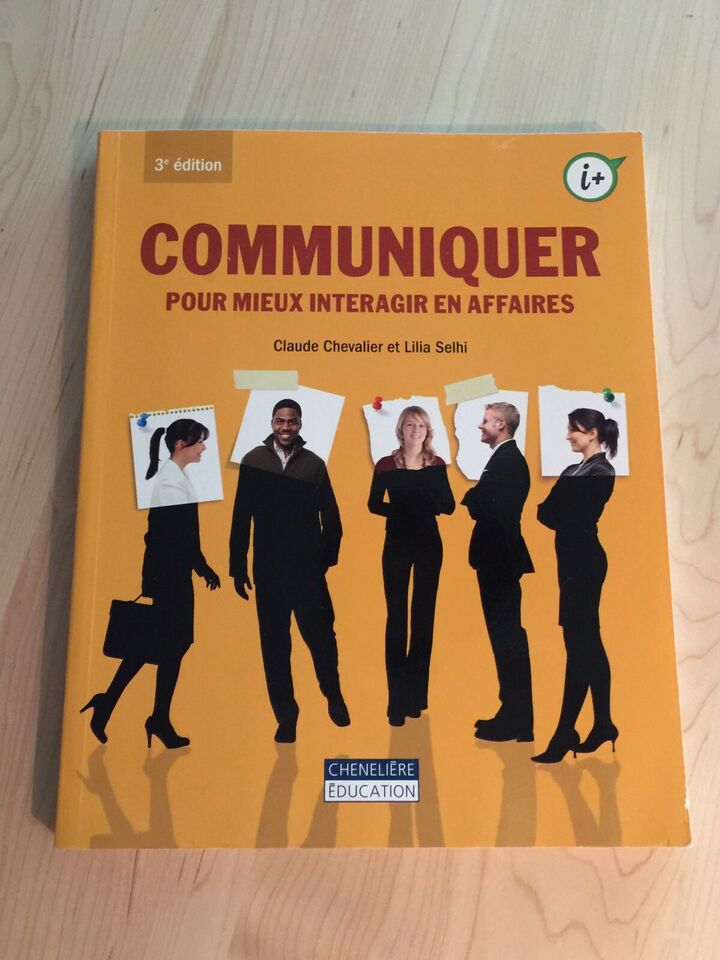 3e édition
i+
COMMUNIQUER
POUR MIEUX INTERAGIR EN AFFAIRES
Claude Chevalier et Lilia Selhi
CHENELIÈRE
ÉDUCATION